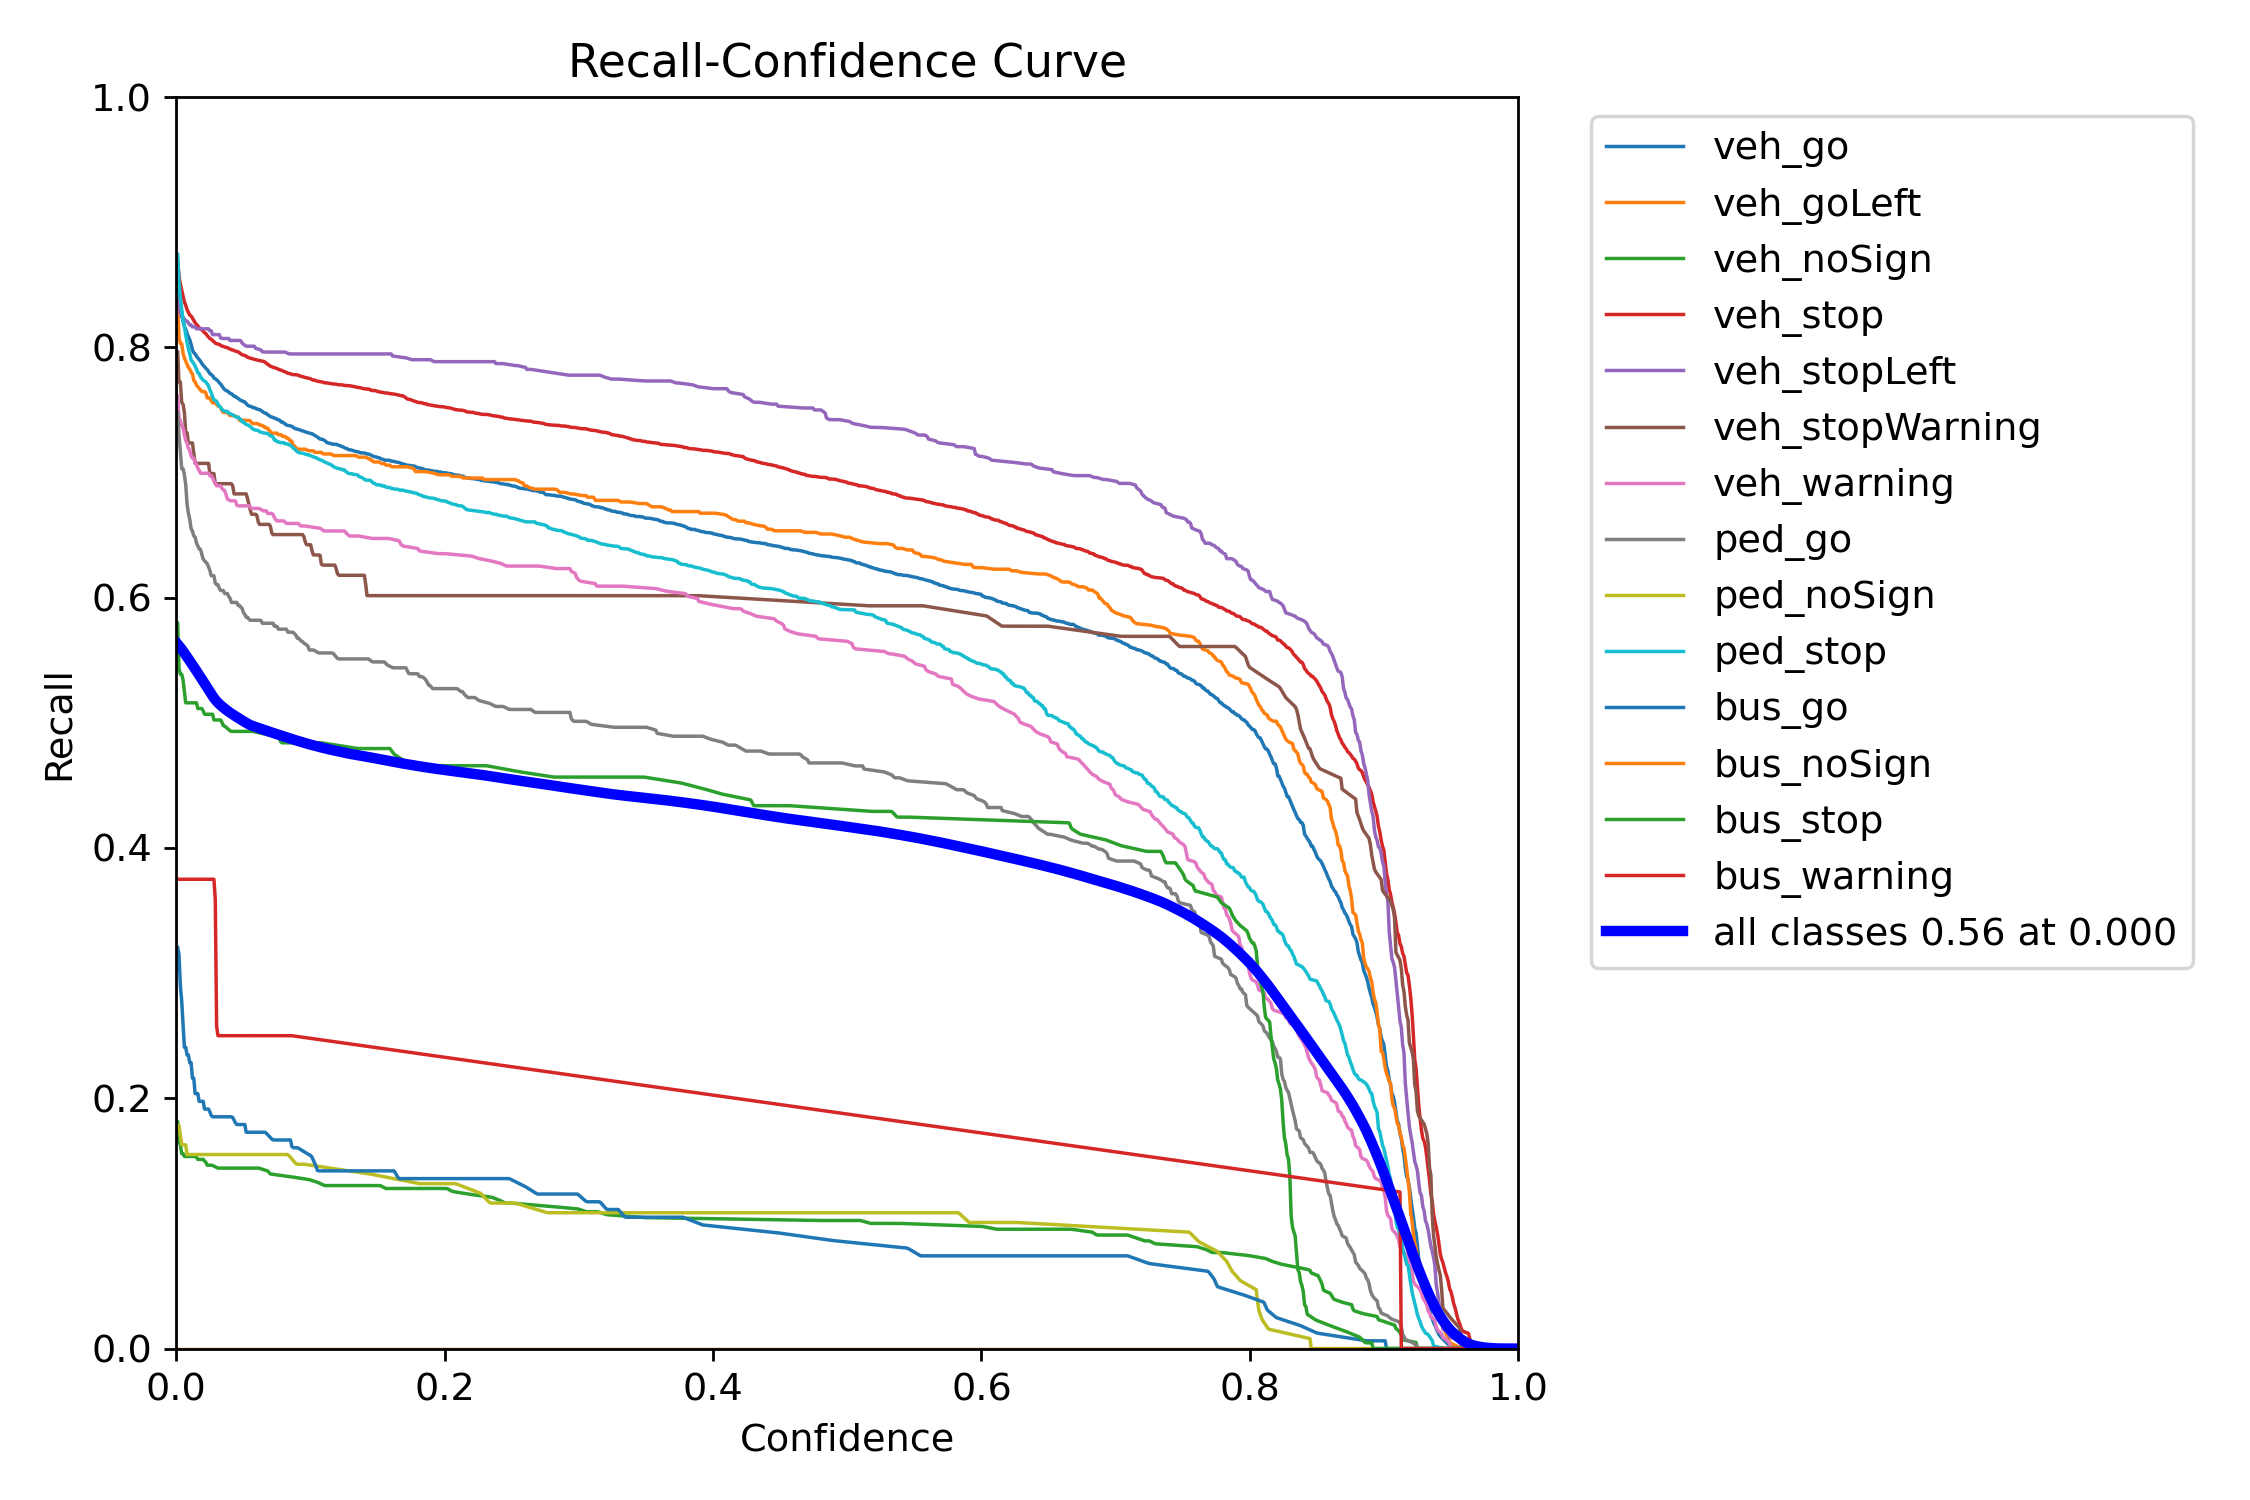 Recall-Confidence Curve
1.0
0.8
0.6
0.4
0.2
0.0
Recall
0.0 0.2 0.4 0.6 0.8 1.0
Confidence
veh_go
veh_goLeft
veh_noSign
veh_stop
veh_stopLeft
veh_stopWarning
veh_warning
ped_go
ped_noSign
ped_stop
bus_go
bus_noSign
bus_stop
bus_warning
all classes 0.56 at 0.000